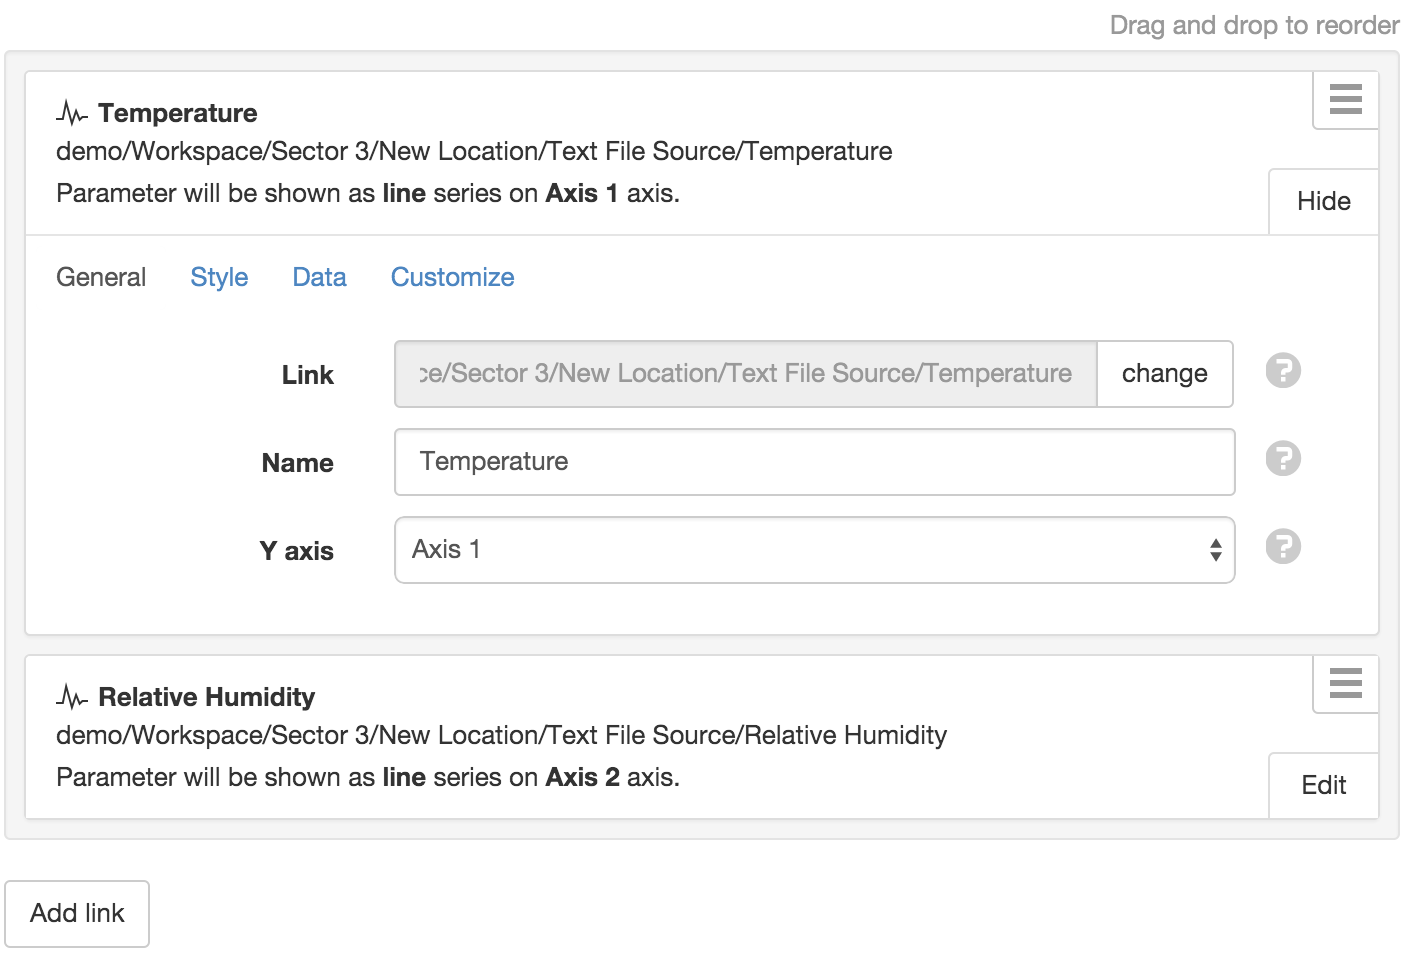 Drag and drop to reorder
Temperature
demo/Workspace/Sector 3/New Location/Text File Source/Temperature
Parameter will be shown as line series on Axis 1 axis.
Hide
General Style Data Customize
Link ce/Sector 3/New Location/Text File Source/Temperature change ?
Name Temperature ?
Y axis Axis 1 ?
Relative Humidity
demo/Workspace/Sector 3/New Location/Text File Source/Relative Humidity
Parameter will be shown as line series on Axis 2 axis.
Edit
Add link